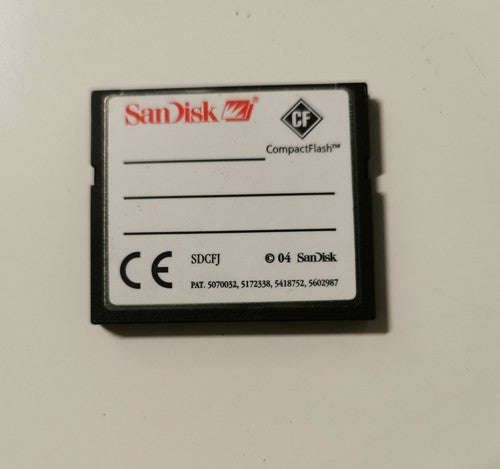 SanDisk®
CF
CompactFlash™
CE SDCFJ © 04 SanDisk
PAT. 5070032, 5172338, 5418752, 5602987